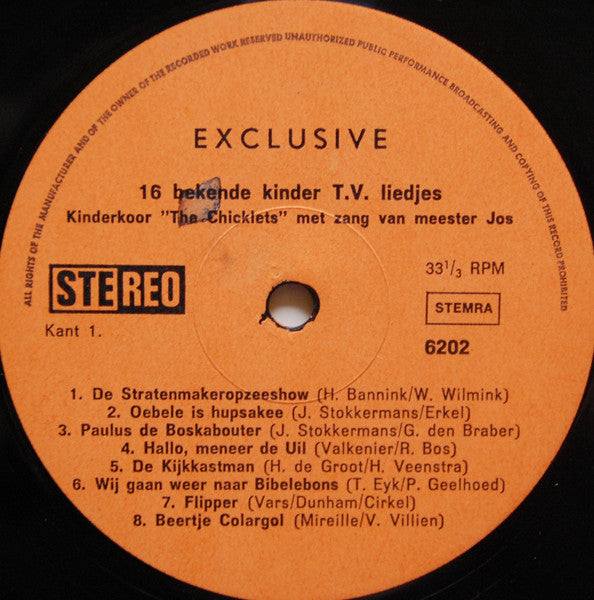 ALL RIGHTS OF THE MANUFACTURER AND OF THE OWNER OF THE RECORDED WORK RESERVED UNAUTHORIZED PUBLIC PERFORMANCE BROADCASTING AND COPYING OF THIS RECORD PROHIBITED
EXCLUSIVE
16 bekende kinder T.V. liedjes
Kinderkoor "The Chicklets" met zang van meester Jos
STEREO
33¹/₃ RPM
STEMRA
Kant 1.
6202
1. De Stratenmakeropzeeshow (H. Bannink/W. Wilmink)
2. Oebele is hupsakee (J. Stokkermans/Erkel)
3. Paulus de Boskabouter (J. Stokkermans/G. den Braber)
4. Hallo, meneer de Uil (Valkenier/R. Bos)
5. De Kijkkastman (H. de Groot/H. Veenstra)
6. Wij gaan weer naar Bibelebons (T. Eyk/P. Geelhoed)
7. Flipper (Vars/Dunham/Cirkel)
8. Beertje Colargol (Mireille/V. Villien)